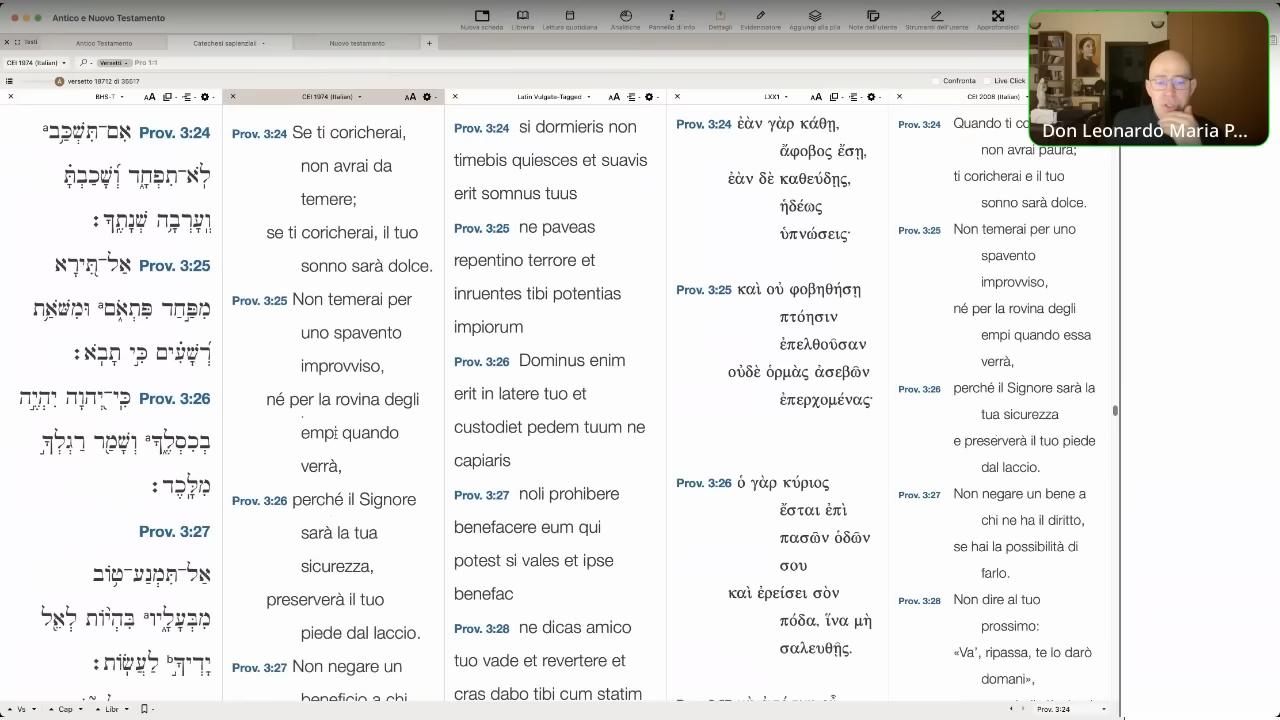 Antico e Nuovo Testamento
Nuova scheda
Libreria
Lettura quotidiana
Analisi
Ispirami
Pannello di info
Dettagli
Evidenziatore
Aggiungi alla pila
Note dell'utente
Strumenti dell'utente
Testi
Antico Testamento
Catechesi sapienziali
Nuovo testamento
CEI 1974 (Italian)
Versetti
Pro 1:1
versetto 18712 di 35517
Confronta
Live Click
BHS-T
CEI 1974 (Italian)
Latin Vulgate-Tagged
LXX1
CEI 2008 (Italian)
Prov. 3:24 אִם־תִּשְׁכַּ֥בᵃ
לֹֽא־תִפְחָ֑ד וְ֝שָׁכַבְתָּ֗
וְֽעָרְבָ֥ה שְׁנָתֶֽךָ׃
Prov. 3:25 אַל־תִּ֭ירָא
מִפַּ֣חַד פִּתְאֹ֑םᵃ וּמִשֹּׁאַ֥ת
רְ֝שָׁעִ֗ים כִּ֣י תָבֹֽא׃
Prov. 3:26 כִּֽי־יְ֭הוָה יִהְיֶ֣ה
בְכִסְלֶ֑ךָᵃ וְשָׁמַ֖ר רַגְלְךָ֣
מִלָּֽכֶד׃
Prov. 3:27
אַל־תִּמְנַע־ט֥וֹב
מִבְּעָלָ֑יוᵃ בִּהְי֨וֹת לְאֵ֖ל
יָדְיךָ֣ᵇ לַעֲשֽׂוֹת׃
Prov. 3:24 Se ti coricherai,
non avrai da
temere;
se ti coricherai, il tuo
sonno sarà dolce.
Prov. 3:25 Non temerai per
uno spavento
improvviso,
né per la rovina degli
empi quando
verrà,
Prov. 3:26 perché il Signore
sarà la tua
sicurezza,
preserverà il tuo
piede dal laccio.
Prov. 3:27 Non negare un
beneficio a chi
Prov. 3:24 si dormieris non
timebis quiesces et suavis
erit somnus tuus
Prov. 3:25 ne paveas
repentino terrore et
inruentes tibi potentias
impiorum
Prov. 3:26 Dominus enim
erit in latere tuo et
custodiet pedem tuum ne
capiaris
Prov. 3:27 noli prohibere
benefacere eum qui
potest si vales et ipse
benefac
Prov. 3:28 ne dicas amico
tuo vade et revertere et
cras dabo tibi cum statim
Prov. 3:24 ἐὰν γὰρ κάθῃ,
ἄφοβος ἔσῃ,
ἐὰν δὲ καθεύδῃς,
ἡδέως
ὑπνώσεις·
Prov. 3:25 καὶ οὐ φοβηθήσῃ
πτόησιν
ἐπελθοῦσαν
οὐδὲ ὁρμὰς ἀσεβῶν
ἐπερχομένας·
Prov. 3:26 ὁ γὰρ κύριος
ἔσται ἐπὶ
πασῶν ὁδῶν
σου
καὶ ἐρείσει σὸν
πόδα, ἵνα μὴ
σαλευθῇς.
Prov. 3:24 Quando ti
non avrai paura;
ti coricherai e il tuo
sonno sarà dolce.
Prov. 3:25 Non temerai per uno
spavento
improvviso,
né per la rovina degli
empi quando essa
verrà,
Prov. 3:26 perché il Signore sarà la
tua sicurezza
e preserverà il tuo piede
dal laccio.
Prov. 3:27 Non negare un bene a
chi ne ha il diritto,
se hai la possibilità di
farlo.
Prov. 3:28 Non dire al tuo
prossimo:
«Va', ripassa, te lo darò
domani»,
Don Leonardo Maria P...
Vs
Cap
Libr
Prov. 3:24